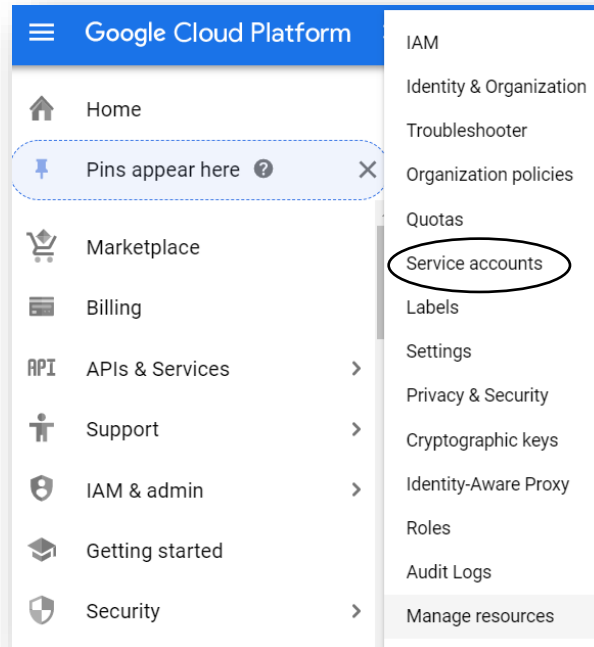 Google Cloud Platform
Home
Pins appear here ?
Marketplace
Billing
API APIs & Services
Support
IAM & admin
Getting started
Security
IAM
Identity & Organization
Troubleshooter
Organization policies
Quotas
Service accounts
Labels
Settings
Privacy & Security
Cryptographic keys
Identity-Aware Proxy
Roles
Audit Logs
Manage resources